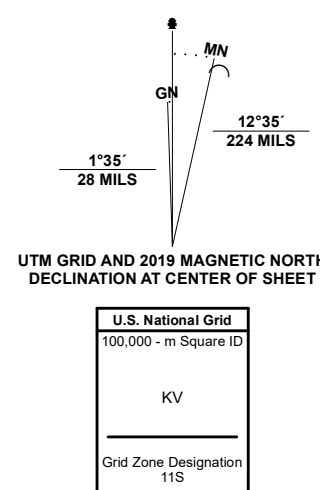 MN
GN
12°35´
224 MILS
1°35´
28 MILS
UTM GRID AND 2019 MAGNETIC NORTH
DECLINATION AT CENTER OF SHEET
U.S. National Grid
100,000 - m Square ID
KV
Grid Zone Designation
11S